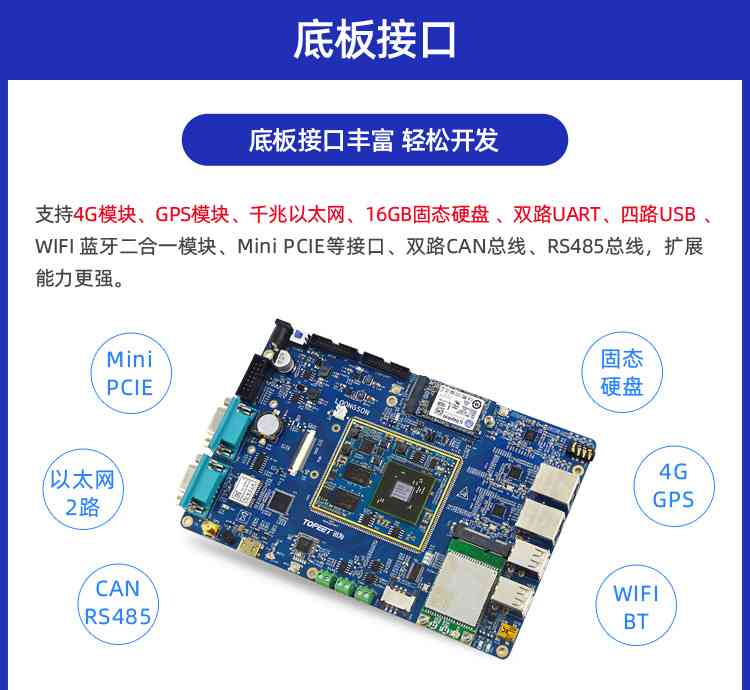 底板接口
底板接口丰富 轻松开发
支持4G模块、GPS模块、千兆以太网、16GB固态硬盘 、双路UART、四路USB 、
WIFI 蓝牙二合一模块、Mini PCIE等接口、双路CAN总线、RS485总线，扩展
能力更强。
Mini
PCIE
固态
硬盘
以太网
2路
4G
GPS
CAN
RS485
WIFI
BT
LOONGSON
TOPEET